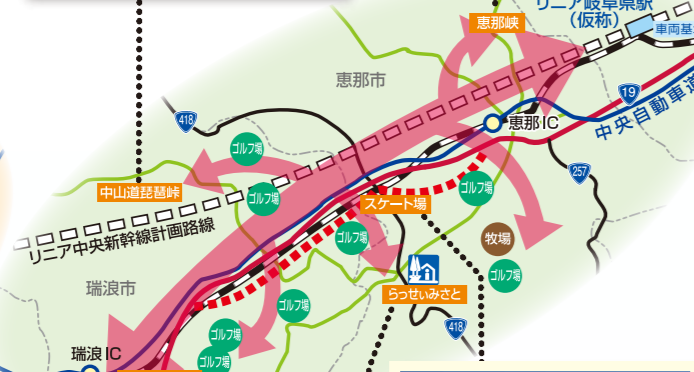 リニア岐阜県駅
（仮称）
恵那峡
車両基
恵那市
19
418
中央自動車道
恵那IC
ゴルフ場
257
中山道琵琶峠
ゴルフ場
ゴルフ場
スケート場
リニア中央新幹線計画路線
ゴルフ場
牧場
ゴルフ場
瑞浪市
らっせぃみさと
ゴルフ場
418
ゴルフ場
瑞浪IC
ゴルフ場